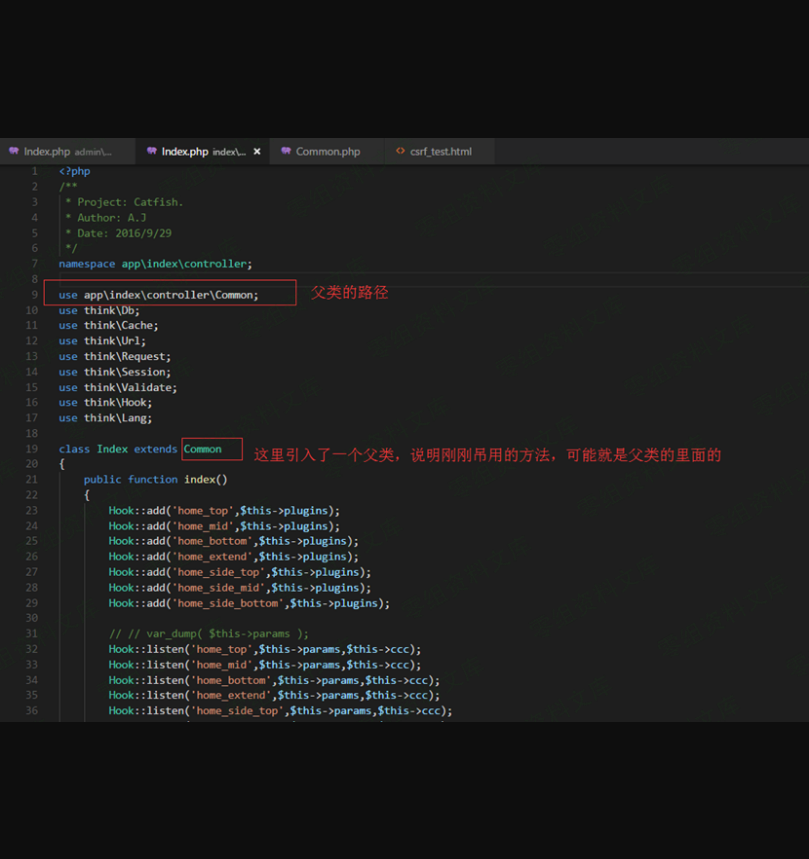 Index.php admin\...
Index.php index\...
Common.php
csrf_test.html
1 <?php
2 /**
3 * Project: Catfish.
4 * Author: A.J
5 * Date: 2016/9/29
6 */
7 namespace app\index\controller;
8
9 use app\index\controller\Common; 父类的路径
10 use think\Db;
11 use think\Cache;
12 use think\Url;
13 use think\Request;
14 use think\Session;
15 use think\Validate;
16 use think\Hook;
17 use think\Lang;
18
19 class Index extends Common 这里引入了一个父类，说明刚刚吊用的方法，可能就是父类的里面的
20 {
21 public function index()
22 {
23 Hook::add('home_top',$this->plugins);
24 Hook::add('home_mid',$this->plugins);
25 Hook::add('home_bottom',$this->plugins);
26 Hook::add('home_extend',$this->plugins);
27 Hook::add('home_side_top',$this->plugins);
28 Hook::add('home_side_mid',$this->plugins);
29 Hook::add('home_side_bottom',$this->plugins);
30
31 // // var_dump( $this->params );
32 Hook::listen('home_top',$this->params,$this->ccc);
33 Hook::listen('home_mid',$this->params,$this->ccc);
34 Hook::listen('home_bottom',$this->params,$this->ccc);
35 Hook::listen('home_extend',$this->params,$this->ccc);
36 Hook::listen('home_side_top',$this->params,$this->ccc);